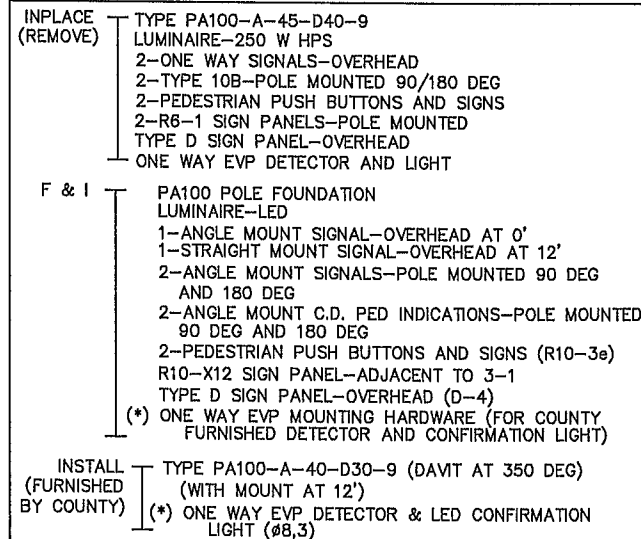 INPLACE TYPE PA100-A-45-D40-9
(REMOVE) LUMINAIRE-250 W HPS
2-ONE WAY SIGNALS-OVERHEAD
2-TYPE 10B-POLE MOUNTED 90/180 DEG
2-PEDESTRIAN PUSH BUTTONS AND SIGNS
2-R6-1 SIGN PANELS-POLE MOUNTED
TYPE D SIGN PANEL-OVERHEAD
ONE WAY EVP DETECTOR AND LIGHT
F & I PA100 POLE FOUNDATION
LUMINAIRE-LED
1-ANGLE MOUNT SIGNAL-OVERHEAD AT 0'
1-STRAIGHT MOUNT SIGNAL-OVERHEAD AT 12'
2-ANGLE MOUNT SIGNALS-POLE MOUNTED 90 DEG
AND 180 DEG
2-ANGLE MOUNT C.D. PED INDICATIONS-POLE MOUNTED
90 DEG AND 180 DEG
2-PEDESTRIAN PUSH BUTTONS AND SIGNS (R10-3e)
R10-X12 SIGN PANEL-ADJACENT TO 3-1
TYPE D SIGN PANEL-OVERHEAD (D-4)
(*) ONE WAY EVP MOUNTING HARDWARE (FOR COUNTY
FURNISHED DETECTOR AND CONFIRMATION LIGHT)
INSTALL TYPE PA100-A-40-D30-9 (DAVIT AT 350 DEG)
(FURNISHED (WITH MOUNT AT 12')
BY COUNTY) (*) ONE WAY EVP DETECTOR & LED CONFIRMATION
LIGHT (ø8,3)